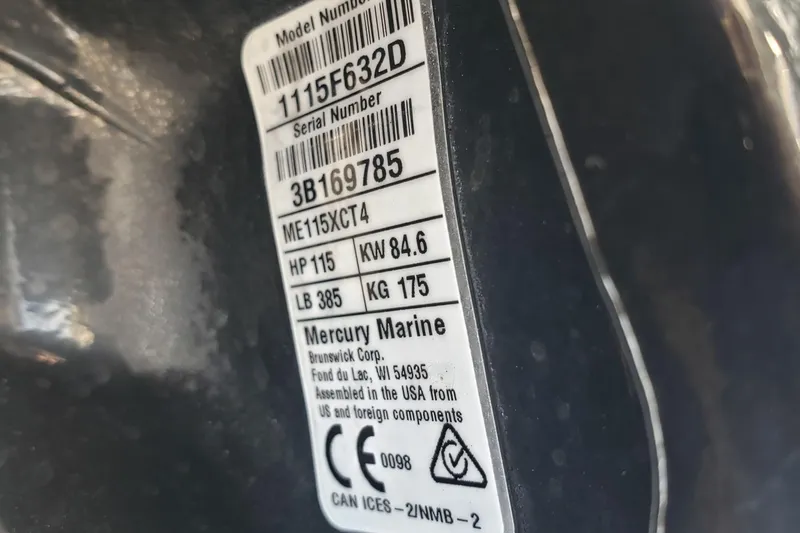 Model Number
1115F632D
Serial Number
3B169785
ME115XCT4
HP 115 KW 84.6
LB 385 KG 175
Mercury Marine
Brunswick Corp.
Fond du Lac, WI 54935
Assembled in the USA from
US and foreign components
CE 0098
CAN ICES-2/NMB-2